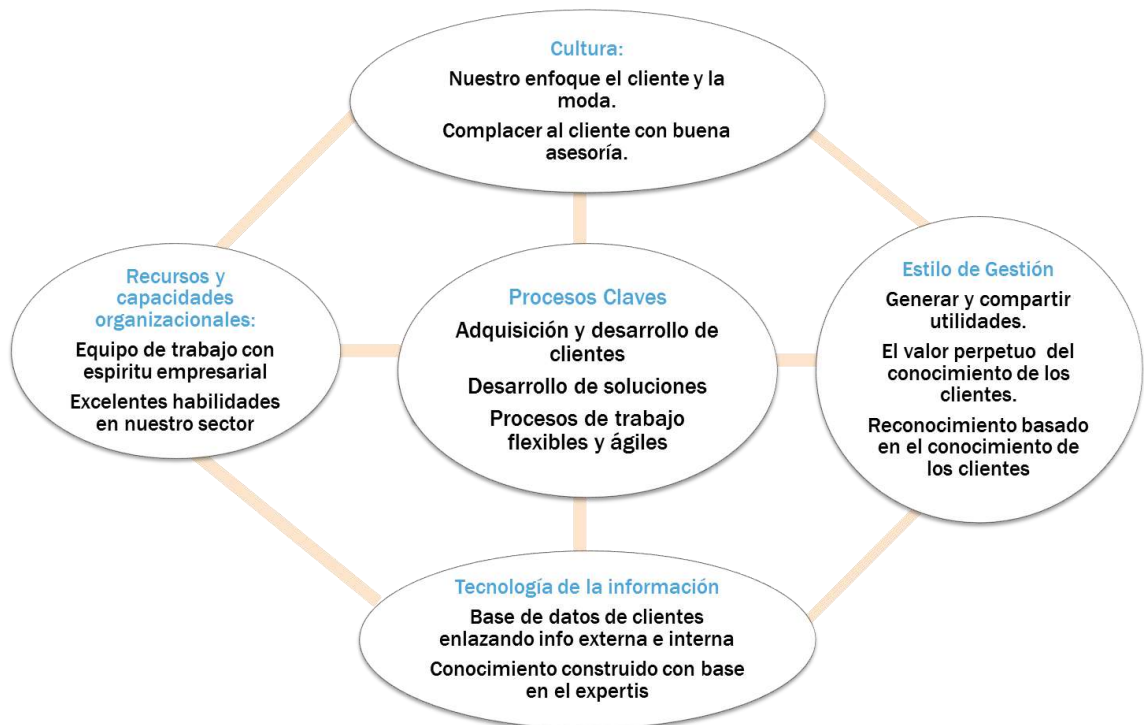 Cultura:
Nuestro enfoque el cliente y la
moda.
Complacer al cliente con buena
asesoría.
Recursos y
capacidades
organizacionales:
Equipo de trabajo con
espiritu empresarial
Excelentes habilidades
en nuestro sector
Procesos Claves
Adquisición y desarrollo de
clientes
Desarrollo de soluciones
Procesos de trabajo
flexibles y ágiles
Estilo de Gestión
Generar y compartir
utilidades.
El valor perpetuo del
conocimiento de los
clientes.
Reconocimiento basado
en el conocimiento de
los clientes
Tecnología de la información
Base de datos de clientes
enlazando info externa e interna
Conocimiento construido con base
en el expertis